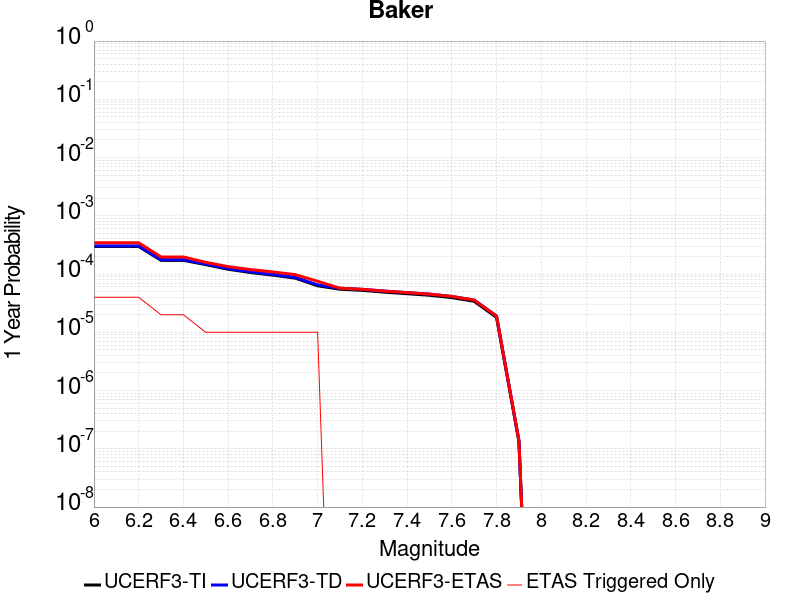 Baker
10^0
10^-1
10^-2
10^-3
10^-4
10^-5
10^-6
10^-7
10^-8
1 Year Probability
6 6.2 6.4 6.6 6.8 7 7.2 7.4 7.6 7.8 8 8.2 8.4 8.6 8.8 9
Magnitude
UCERF3-TI UCERF3-TD UCERF3-ETAS ETAS Triggered Only